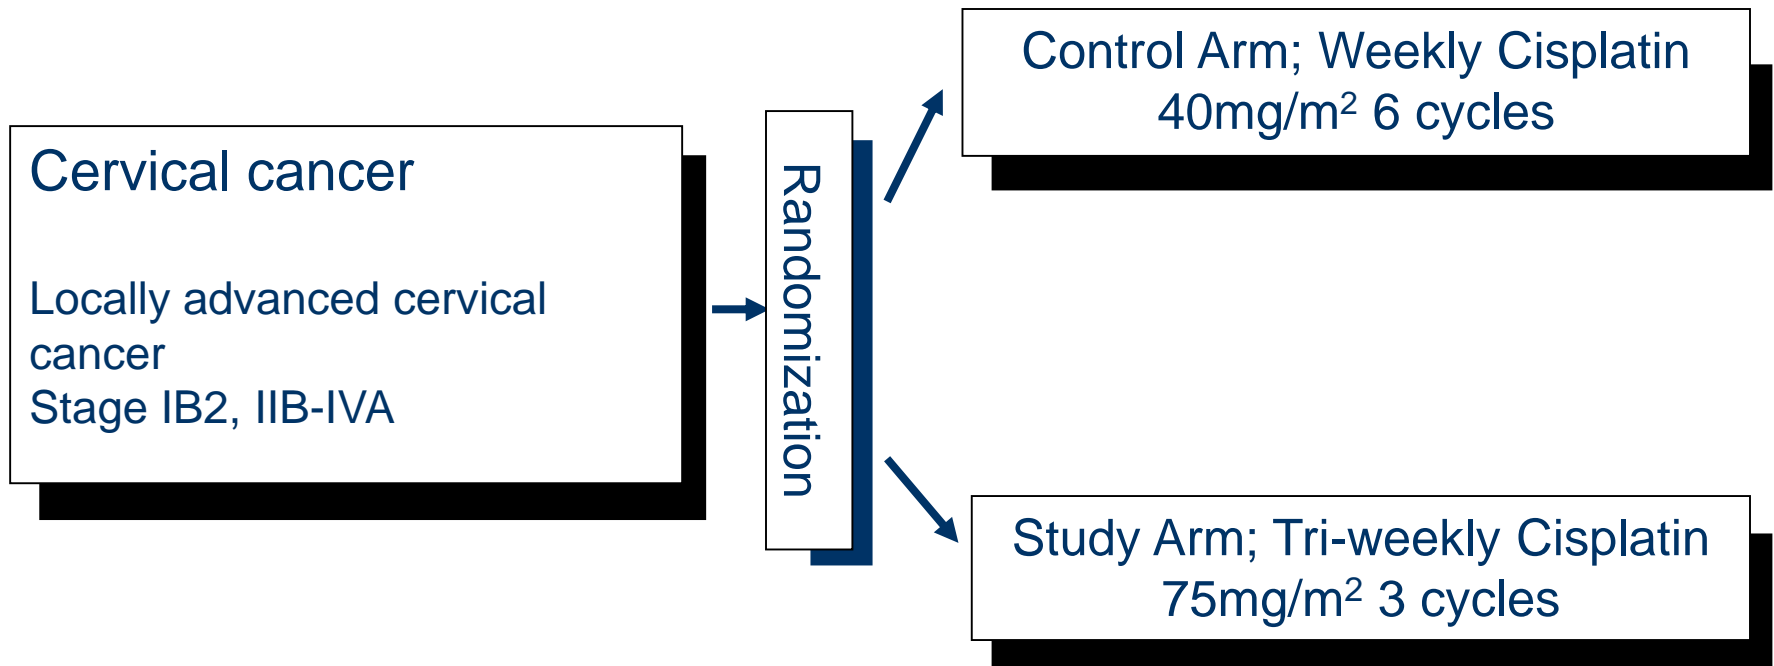 Cervical cancer
Locally advanced cervical
cancer
Stage IB2, IIB-IVA
Randomization
Control Arm; Weekly Cisplatin
40mg/m² 6 cycles
Study Arm; Tri-weekly Cisplatin
75mg/m² 3 cycles